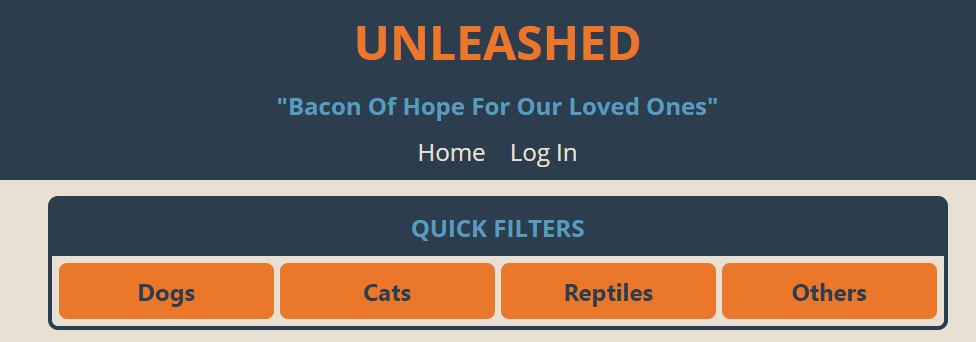 UNLEASHED
"Bacon Of Hope For Our Loved Ones"
Home Log In
QUICK FILTERS
Dogs Cats Reptiles Others